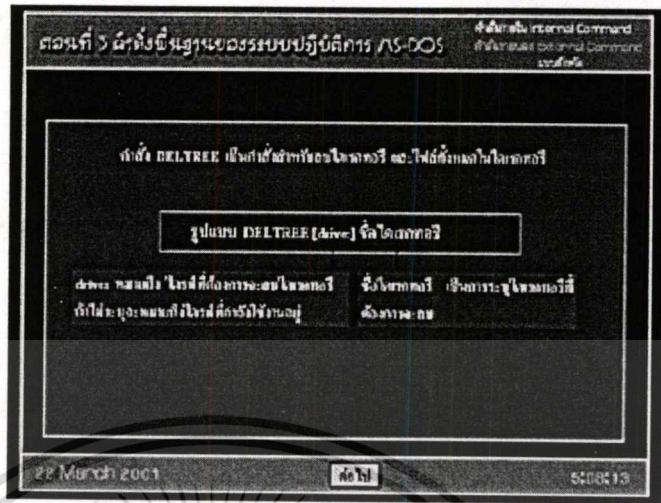 ตอนที่ 3 คำสั่งพื้นฐานของระบบปฏิบัติการ MS-DOS
คำสั่งภายใน Internal Command
คำสั่งภายนอก External Command
แบบฝึกหัด
คำสั่ง DELTREE เป็นคำสั่งสำหรับลบไดเรกทอรี และไฟล์ทั้งหมดในไดเรกทอรี
รูปแบบ DELTREE [drive:] ชื่อไดเรกทอรี
drive: หมายถึง ไดรฟ์ที่ต้องการจะลบไดเรกทอรี
ถ้าไม่ระบุจะหมายถึงไดรฟ์ที่กำลังใช้งานอยู่
ชื่อไดเรกทอรี เป็นการระบุไดเรกทอรีที่
ต้องการจะลบ
22 March 2001
ต่อไป
5:08:13